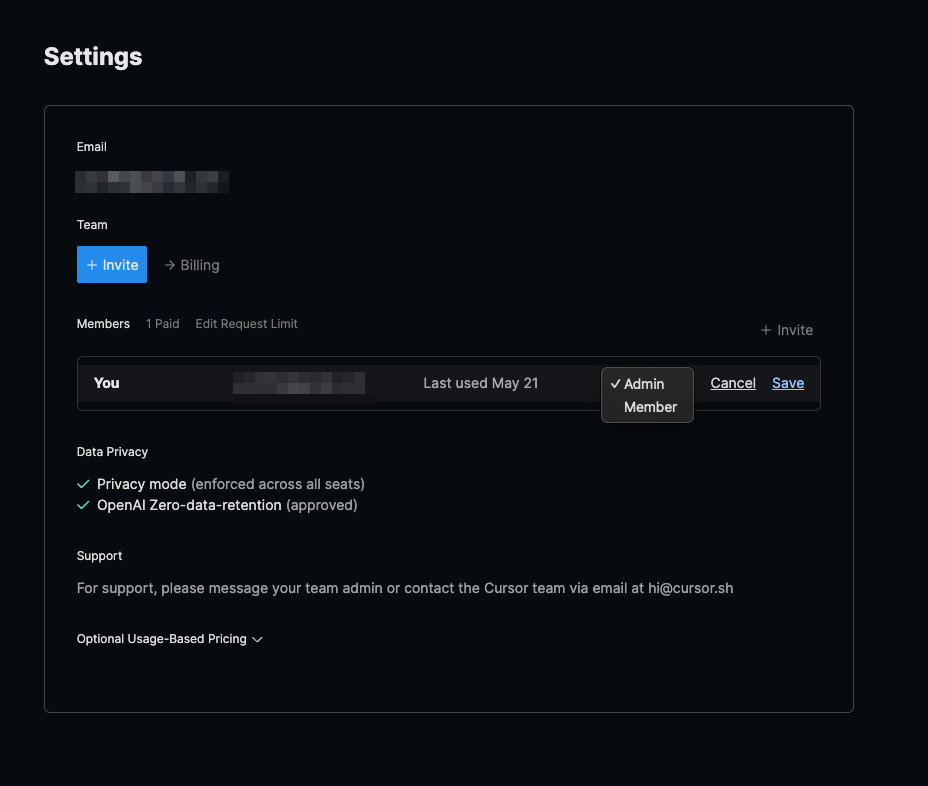 Settings
Email
Team
+ Invite → Billing
Members 1 Paid Edit Request Limit + Invite
You Last used May 21 ✓ Admin Cancel Save
Member
Data Privacy
✓ Privacy mode (enforced across all seats)
✓ OpenAI Zero-data-retention (approved)
Support
For support, please message your team admin or contact the Cursor team via email at hi@cursor.sh
Optional Usage-Based Pricing